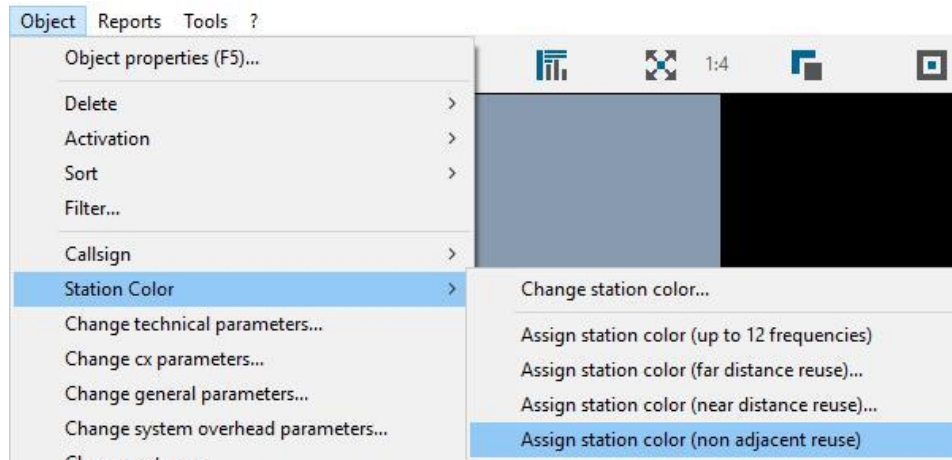 Object Reports Tools ?
Object properties (F5)...
1:4
Delete
Activation
Sort
Filter...
Callsign
Station Color
Change station color...
Change technical parameters...
Assign station color (up to 12 frequencies)
Change cx parameters...
Assign station color (far distance reuse)...
Change general parameters...
Assign station color (near distance reuse)...
Change system overhead parameters...
Assign station color (non adjacent reuse)